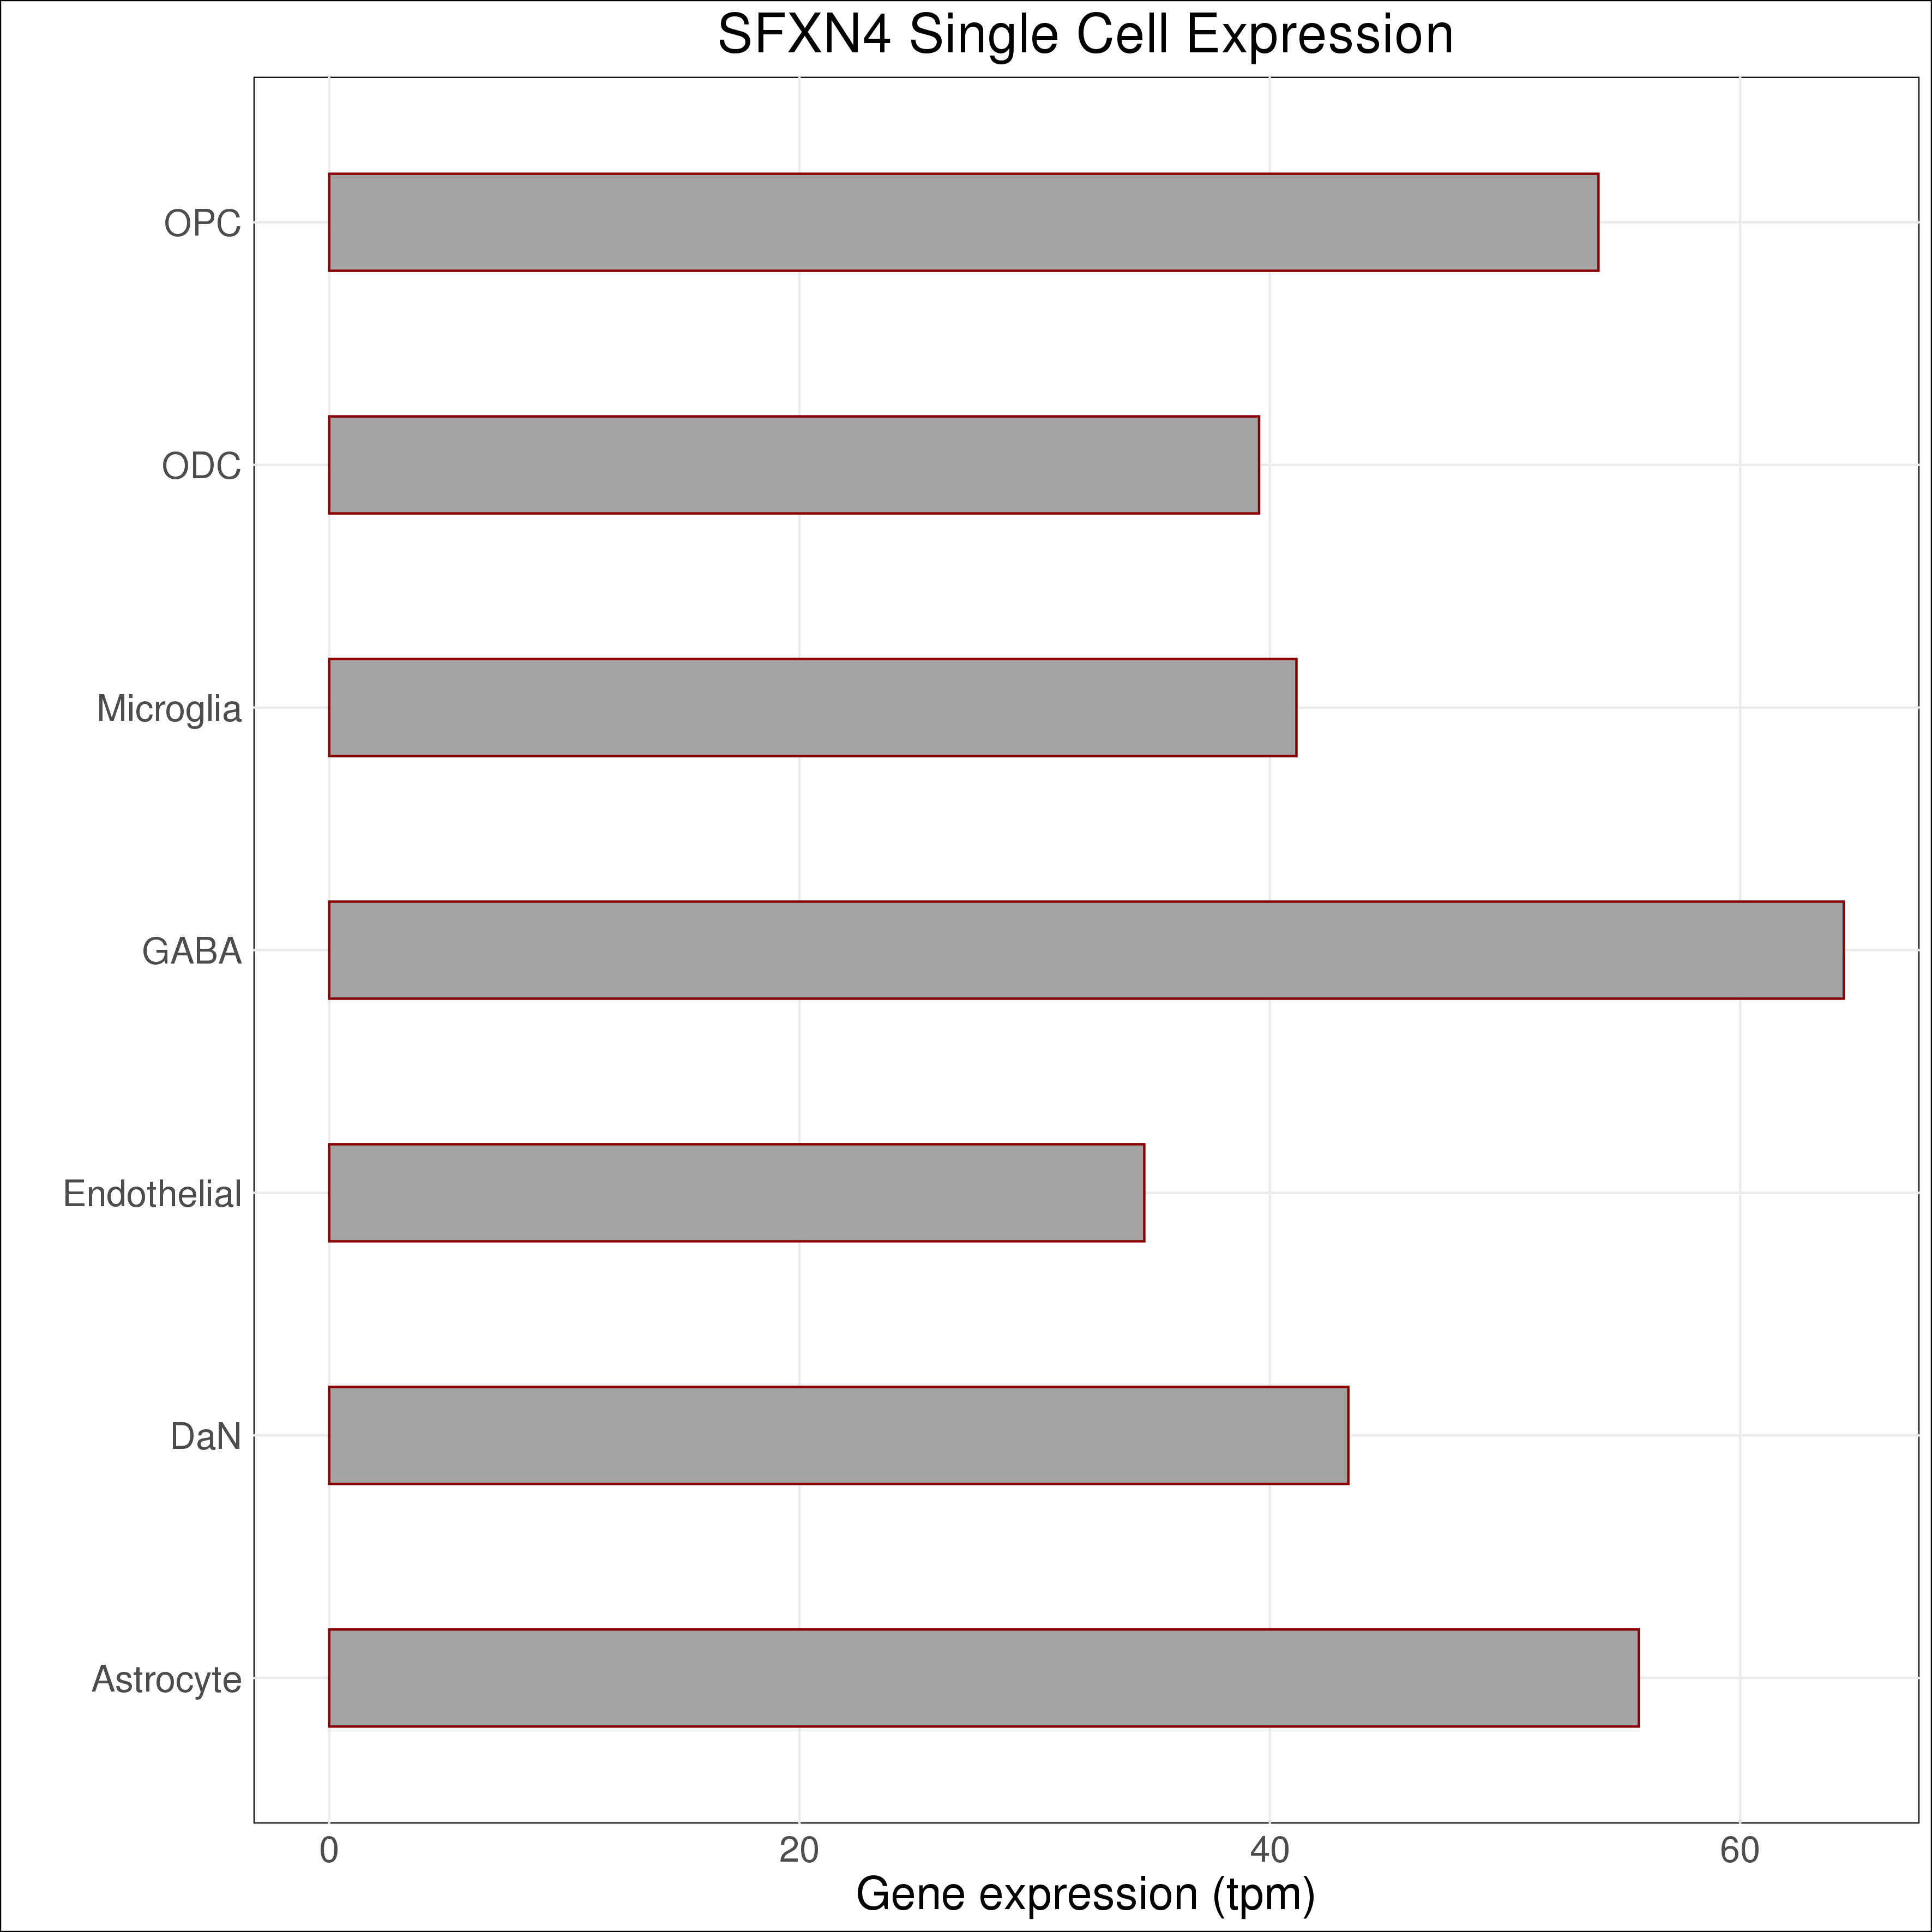 SFXN4 Single Cell Expression
OPC
ODC
Microglia
GABA
Endothelial
DaN
Astrocyte
0 20 40 60
Gene expression (tpm)